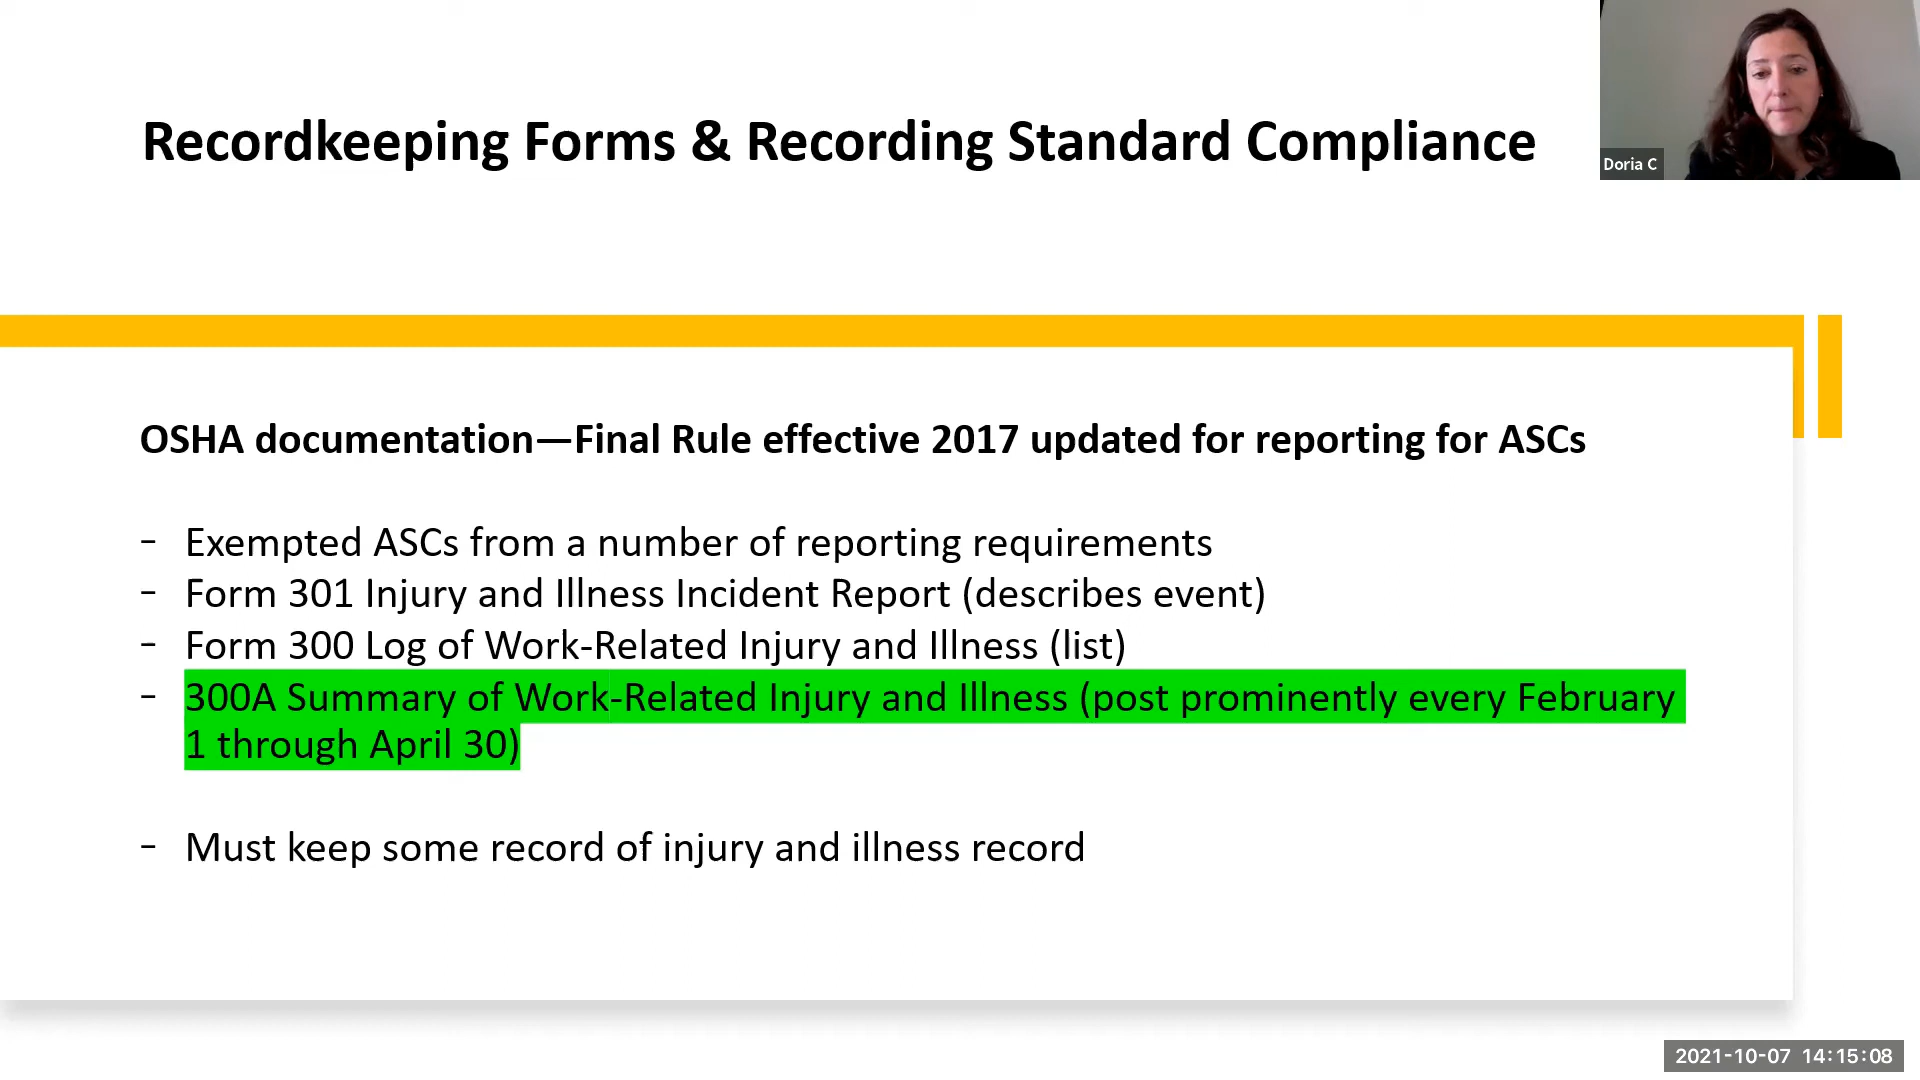 Recordkeeping Forms & Recording Standard Compliance
Doria C
OSHA documentation—Final Rule effective 2017 updated for reporting for ASCs
- Exempted ASCs from a number of reporting requirements
- Form 301 Injury and Illness Incident Report (describes event)
- Form 300 Log of Work-Related Injury and Illness (list)
- 300A Summary of Work-Related Injury and Illness (post prominently every February
1 through April 30)
- Must keep some record of injury and illness record
2021-10-07 14:15:08